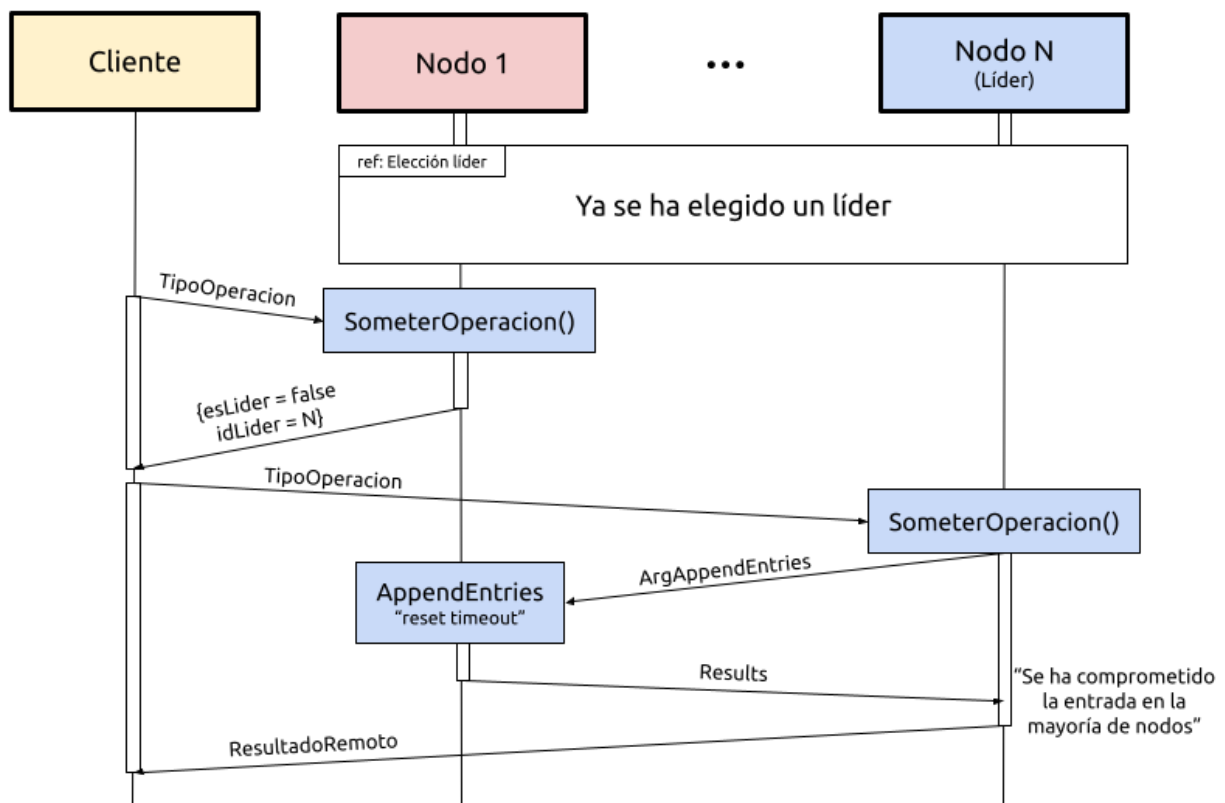 Cliente
Nodo 1
...
Nodo N
(Líder)
ref: Elección líder
Ya se ha elegido un líder
TipoOperacion
SometerOperacion()
{esLider = false
idLider = N}
TipoOperacion
SometerOperacion()
ArgAppendEntries
AppendEntries
“reset timeout”
Results
“Se ha comprometido
la entrada en la
mayoría de nodos”
ResultadoRemoto